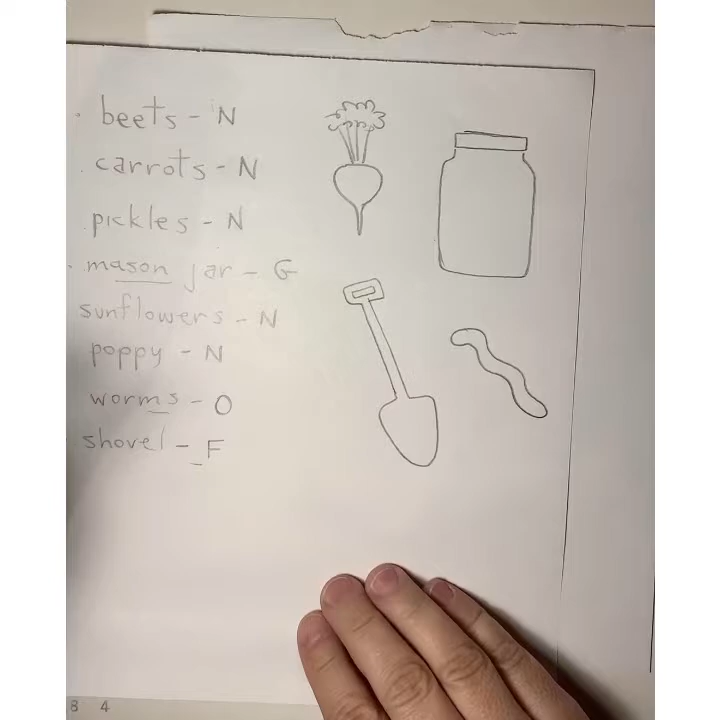 beets - N
carrots - N
pickles - N
mason jar - G
sunflowers - N
poppy - N
worms - O
shovel - F
8 4